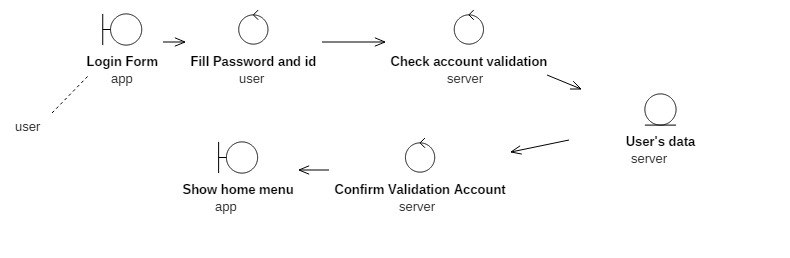 Login Form
app
Fill Password and id
user
Check account validation
server
user
User's data
server
Show home menu
app
Confirm Validation Account
server